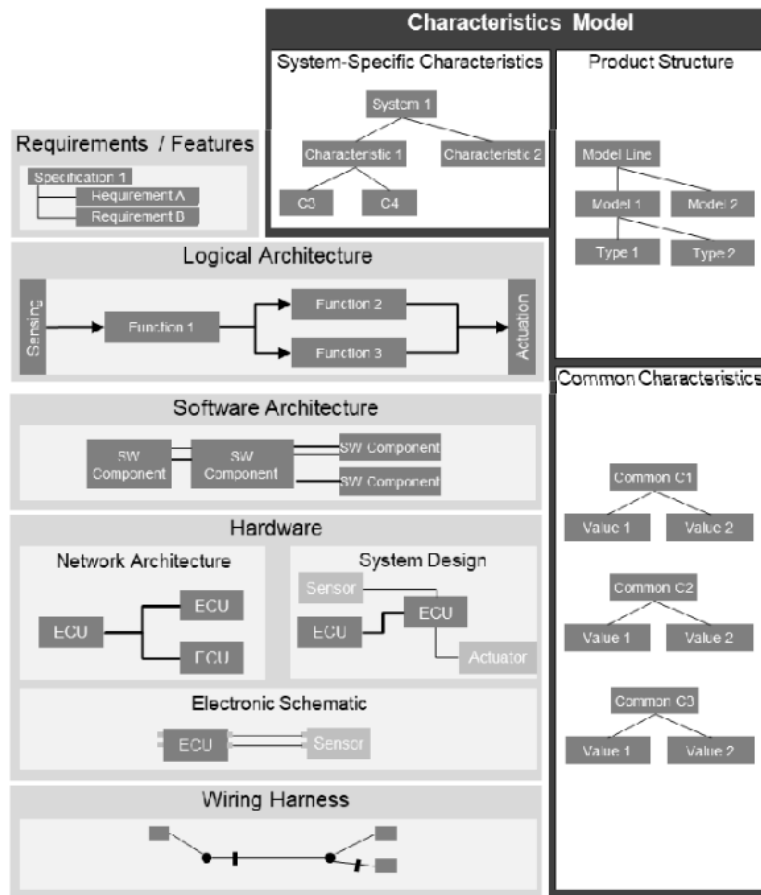 Characteristics Model
System-Specific Characteristics
System 1
Characteristic 1
Characteristic 2
C3
C4
Product Structure
Model Line
Model 1
Model 2
Type 1
Type 2
Requirements / Features
Specification 1
Requirement A
Requirement B
Logical Architecture
Sensing
Function 1
Function 2
Function 3
Actuation
Common Characteristics
Common C1
Value 1
Value 2
Common C2
Value 1
Value 2
Common C3
Value 1
Value 2
Software Architecture
SW
Component
SW
Component
SW Component
SW Component
Hardware
Network Architecture
ECU
ECU
ECU
System Design
Sensor
ECU
ECU
Actuator
Electronic Schematic
ECU
Sensor
Wiring Harness